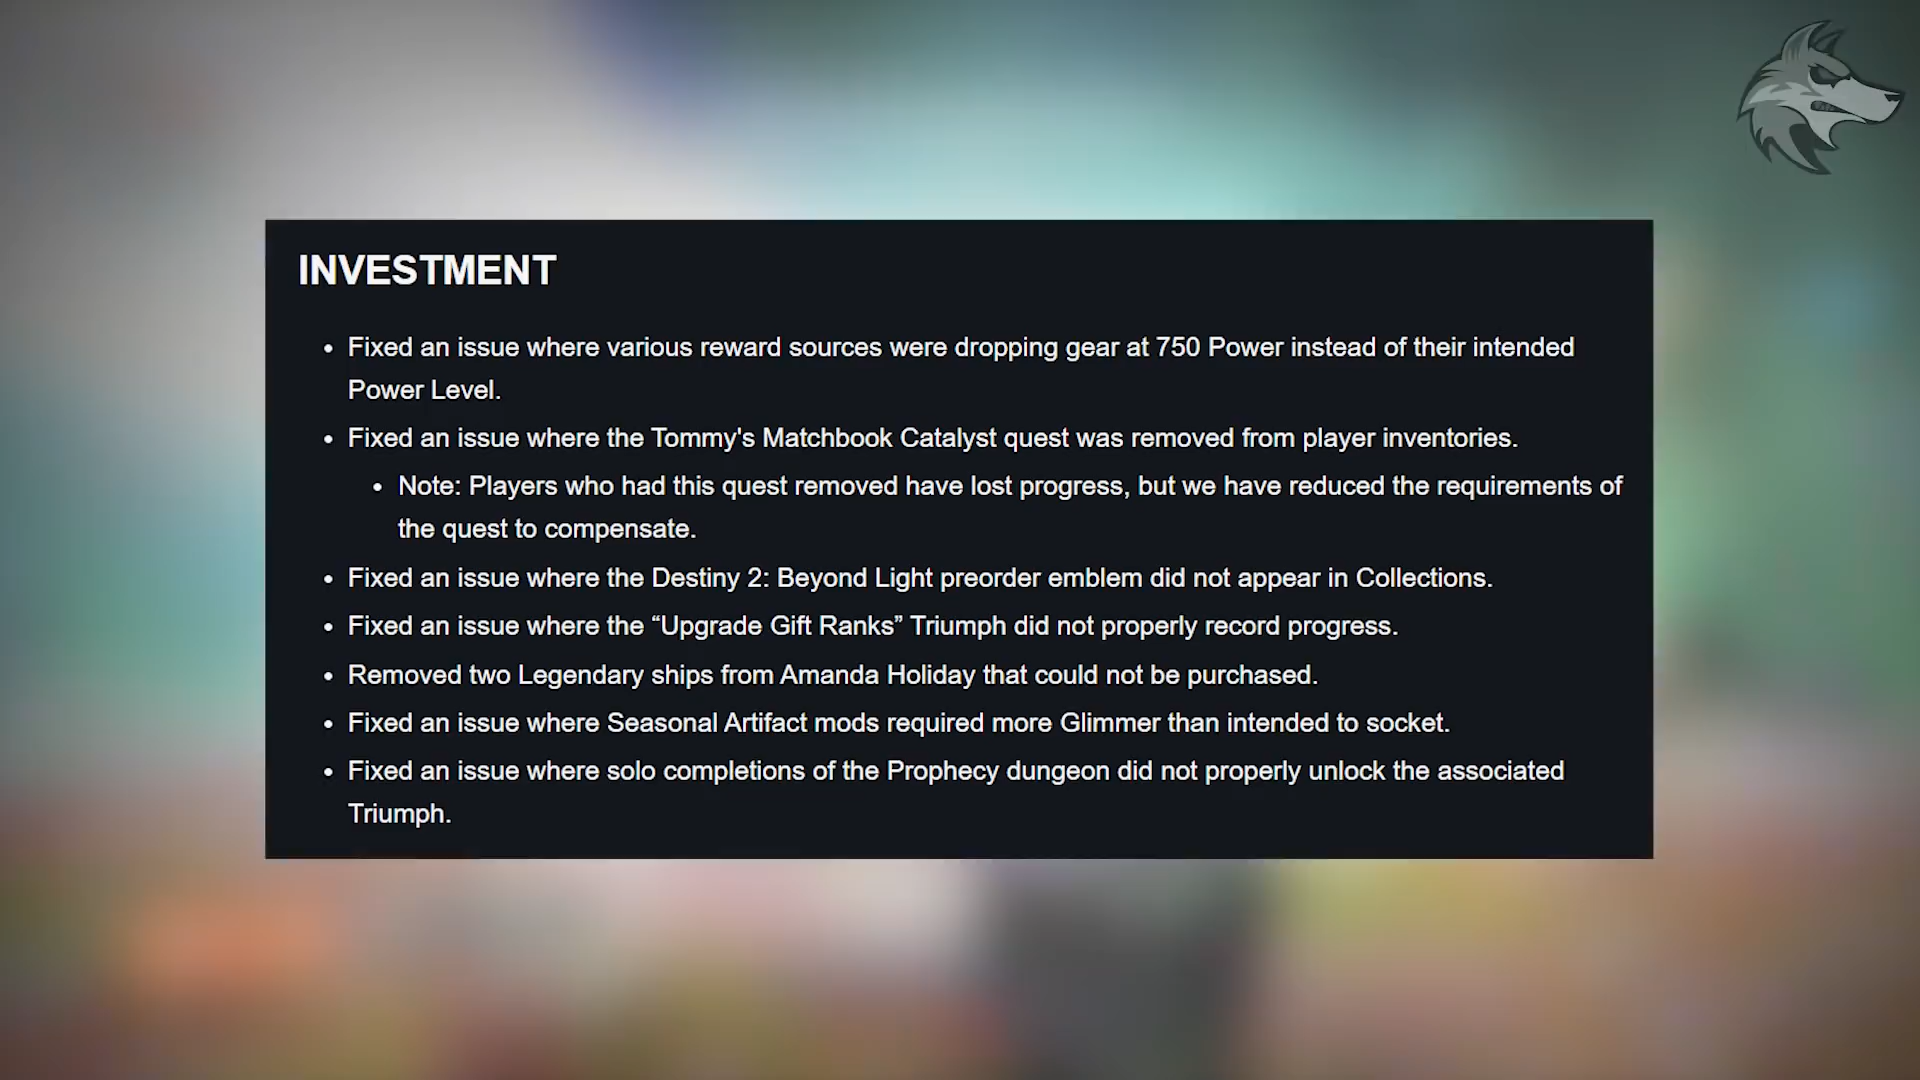 INVESTMENT
• Fixed an issue where various reward sources were dropping gear at 750 Power instead of their intended
Power Level.
• Fixed an issue where the Tommy's Matchbook Catalyst quest was removed from player inventories.
• Note: Players who had this quest removed have lost progress, but we have reduced the requirements of
the quest to compensate.
• Fixed an issue where the Destiny 2: Beyond Light preorder emblem did not appear in Collections.
• Fixed an issue where the “Upgrade Gift Ranks” Triumph did not properly record progress.
• Removed two Legendary ships from Amanda Holiday that could not be purchased.
• Fixed an issue where Seasonal Artifact mods required more Glimmer than intended to socket.
• Fixed an issue where solo completions of the Prophecy dungeon did not properly unlock the associated
Triumph.